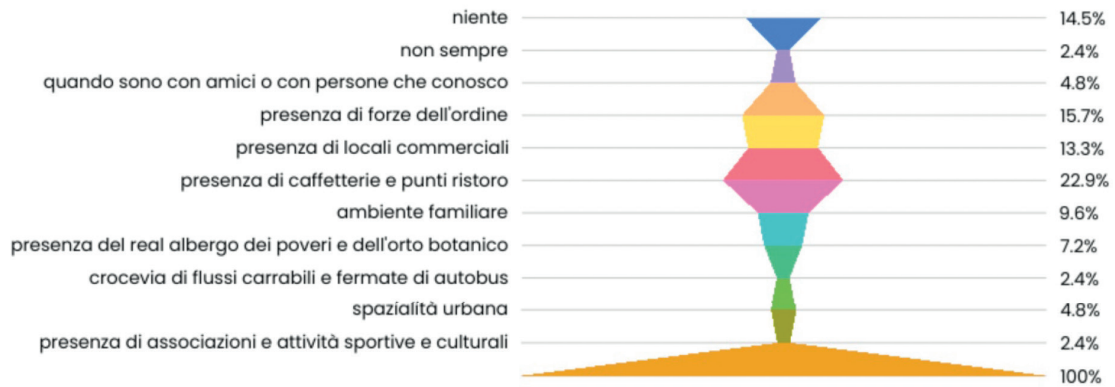 niente 14.5%
non sempre 2.4%
quando sono con amici o con persone che conosco 4.8%
presenza di forze dell'ordine 15.7%
presenza di locali commerciali 13.3%
presenza di caffetterie e punti ristoro 22.9%
ambiente familiare 9.6%
presenza del real albergo dei poveri e dell'orto botanico 7.2%
crocevia di flussi carrabili e fermate di autobus 2.4%
spazialità urbana 4.8%
presenza di associazioni e attività sportive e culturali 2.4%
100%